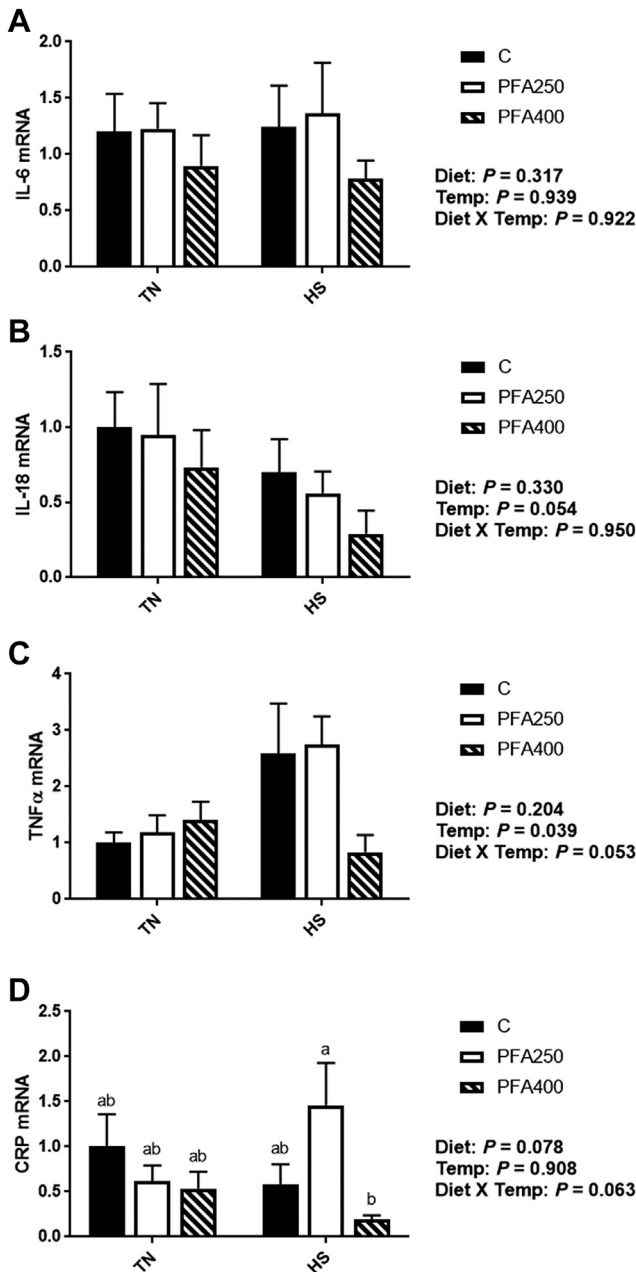 A
IL-6 mRNA
2.0
1.5
1.0
0.5
0.0
TN
HS
C
PFA250
PFA400
Diet: P = 0.317
Temp: P = 0.939
Diet X Temp: P = 0.922
B
IL-18 mRNA
1.5
1.0
0.5
0.0
TN
HS
C
PFA250
PFA400
Diet: P = 0.330
Temp: P = 0.054
Diet X Temp: P = 0.950
C
TNFα mRNA
4
3
2
1
0
TN
HS
C
PFA250
PFA400
Diet: P = 0.204
Temp: P = 0.039
Diet X Temp: P = 0.053
D
CRP mRNA
2.5
2.0
1.5
1.0
0.5
0.0
ab
ab
ab
ab
a
b
TN
HS
C
PFA250
PFA400
Diet: P = 0.078
Temp: P = 0.908
Diet X Temp: P = 0.063